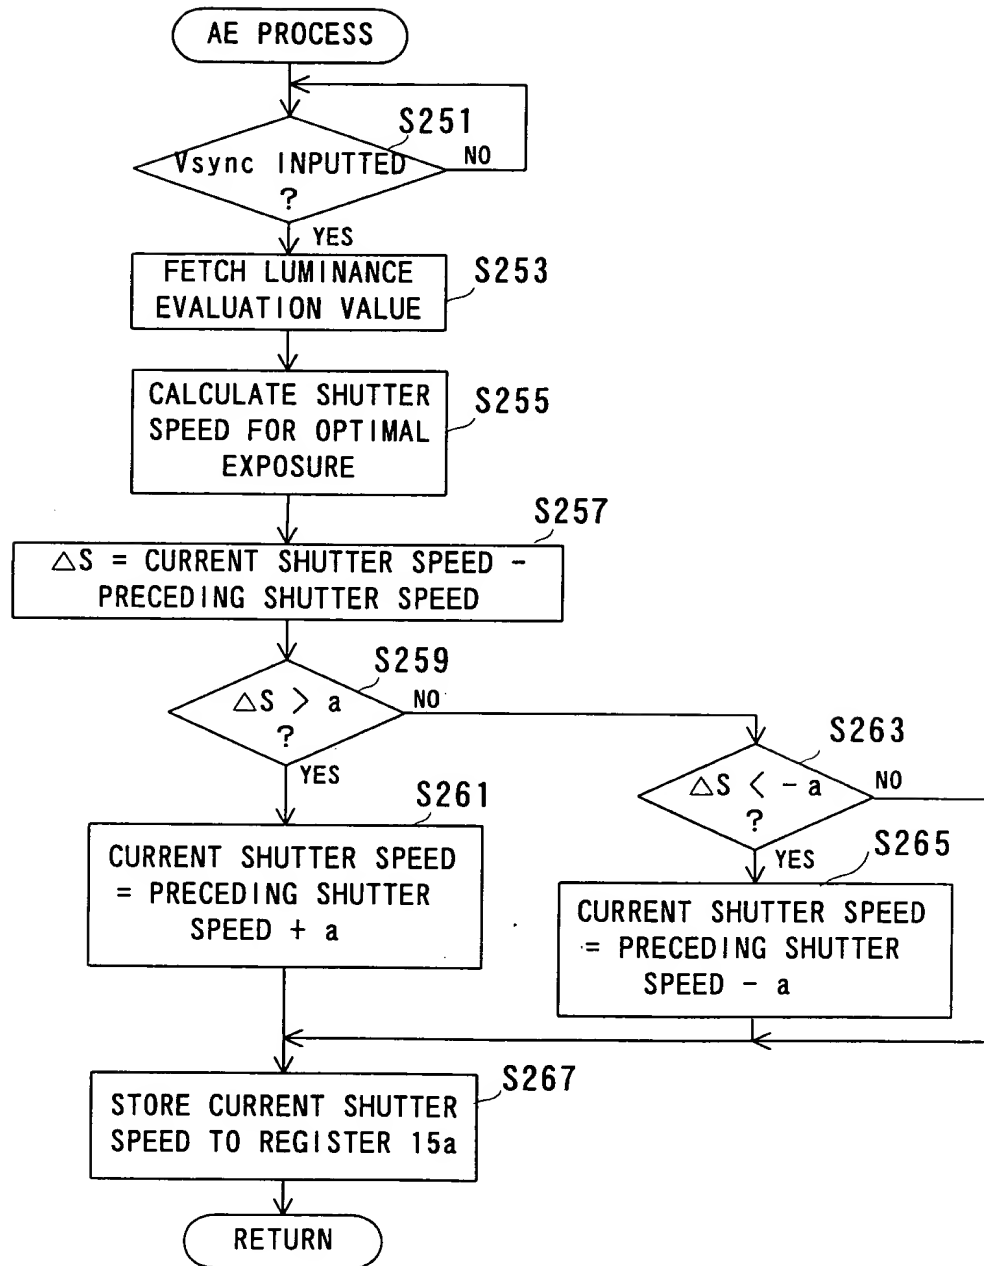 AE PROCESS
S251
Vsync INPUTTED
?
NO
YES
FETCH LUMINANCE
EVALUATION VALUE
S253
CALCULATE SHUTTER
SPEED FOR OPTIMAL
EXPOSURE
S255
S257
△S = CURRENT SHUTTER SPEED -
PRECEDING SHUTTER SPEED
S259
△S > a
?
NO
YES
S263
△S < - a
?
NO
YES
S261
CURRENT SHUTTER SPEED
= PRECEDING SHUTTER
SPEED + a
S265
CURRENT SHUTTER SPEED
= PRECEDING SHUTTER
SPEED - a
S267
STORE CURRENT SHUTTER
SPEED TO REGISTER 15a
RETURN